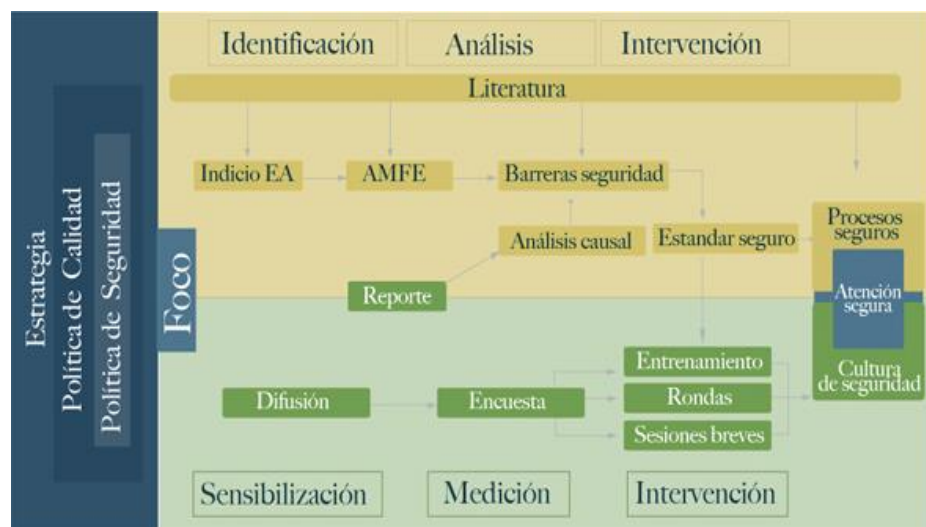 Estrategia
Política de Calidad
Política de Seguridad
Foco
Identificación
Análisis
Intervención
Literatura
Indicio EA
AMFE
Barreras seguridad
Análisis causal
Estandar seguro
Procesos
seguros
Reporte
Atención
segura
Entrenamiento
Difusión
Encuesta
Rondas
Sesiones breves
Cultura
de seguridad
Sensibilización
Medición
Intervención